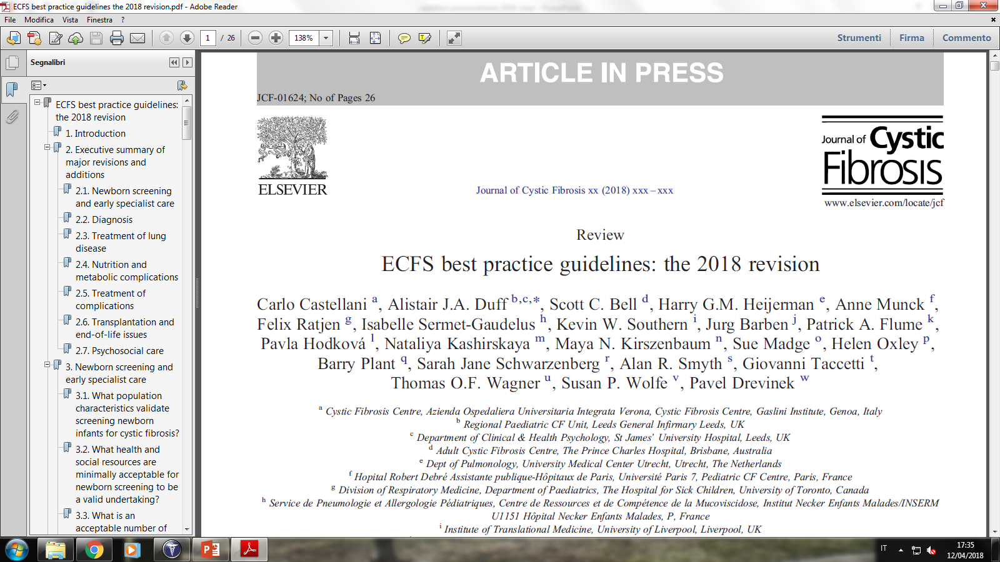 ECFS best practice guidelines the 2018 revision.pdf - Adobe Reader
File Modifica Vista Finestra ?
1 / 26 138% Strumenti Firma Commento
Segnalibri
ECFS best practice guidelines:
the 2018 revision
1. Introduction
2. Executive summary of
major revisions and
additions
2.1. Newborn screening
and early specialist care
2.2. Diagnosis
2.3. Treatment of lung
disease
2.4. Nutrition and
metabolic complications
2.5. Treatment of
complications
2.6. Transplantation and
end-of-life issues
2.7. Psychosocial care
3. Newborn screening and
early specialist care
3.1. What population
characteristics validate
screening newborn
infants for cystic fibrosis?
3.2. What health and
social resources are
minimally acceptable for
newborn screening to be
a valid undertaking?
3.3. What is an
acceptable number of
ARTICLE IN PRESS
JCF-01624; No of Pages 26
ELSEVIER
Journal of Cystic Fibrosis xx (2018) xxx – xxx
Journal of Cystic
Fibrosis
www.elsevier.com/locate/jcf
Review
ECFS best practice guidelines: the 2018 revision
Carlo Castellani a, Alistair J.A. Duff b,c,*, Scott C. Bell d, Harry G.M. Heijerman e, Anne Munck f,
Felix Ratjen g, Isabelle Sermet-Gaudelus h, Kevin W. Southern i, Jurg Barben j, Patrick A. Flume k,
Pavla Hodková l, Nataliya Kashirskaya m, Maya N. Kirszenbaum n, Sue Madge o, Helen Oxley p,
Barry Plant q, Sarah Jane Schwarzenberg r, Alan R. Smyth s, Giovanni Taccetti t,
Thomas O.F. Wagner u, Susan P. Wolfe v, Pavel Drevinek w
a Cystic Fibrosis Centre, Azienda Ospedaliera Universitaria Integrata Verona, Cystic Fibrosis Centre, Gaslini Institute, Genoa, Italy
b Regional Paediatric CF Unit, Leeds General Infirmary Leeds, UK
c Department of Clinical & Health Psychology, St James' University Hospital, Leeds, UK
d Adult Cystic Fibrosis Centre, The Prince Charles Hospital, Brisbane, Australia
e Dept of Pulmonology, University Medical Center Utrecht, Utrecht, The Netherlands
f Hopital Robert Debré Assistante publique-Hôpitaux de Paris, Université Paris 7, Pediatric CF Centre, Paris, France
g Division of Respiratory Medicine, Department of Paediatrics, The Hospital for Sick Children, University of Toronto, Canada
h Service de Pneumologie et Allergologie Pédiatriques, Centre de Ressources et de Compétence de la Mucoviscidose, Institut Necker Enfants Malades/INSERM
U1151 Hôpital Necker Enfants Malades, P, France
i Institute of Translational Medicine, University of Liverpool, Liverpool, UK
IT 17:35
12/04/2018